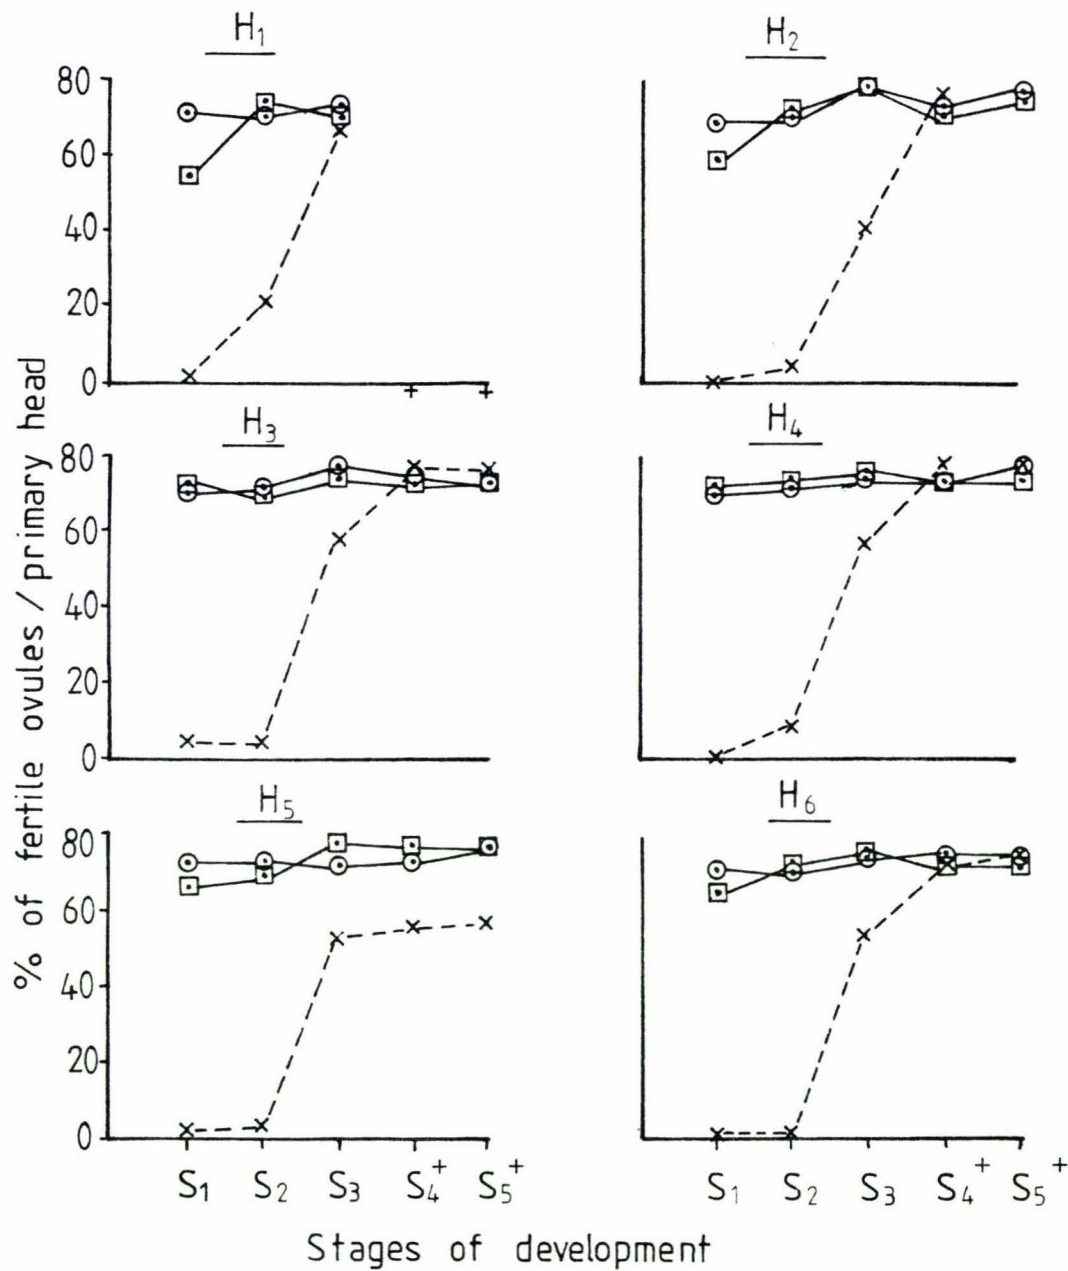 H1
H2
80
60
40
20
0
+ +
H3
H4
80
60
40
20
0
H5
H6
80
60
40
20
0
S1 S2 S3 S4+ S5+
S1 S2 S3 S4+ S5+
% of fertile ovules / primary head
Stages of development